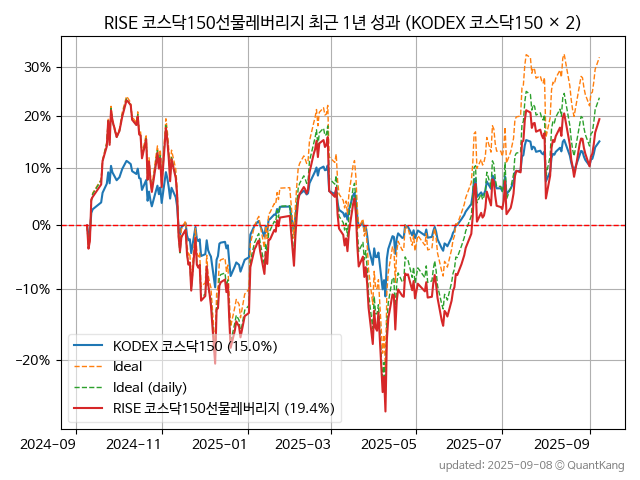 RISE 코스닥150선물레버리지 최근 1년 성과 (KODEX 코스닥150 × 2)
30%
20%
10%
0%
−10%
−20%
KODEX 코스닥150 (15.0%)
Ideal
Ideal (daily)
RISE 코스닥150선물레버리지 (19.4%)
2024-09
2024-11
2025-01
2025-03
2025-05
2025-07
2025-09
updated: 2025-09-08 © QuantKang